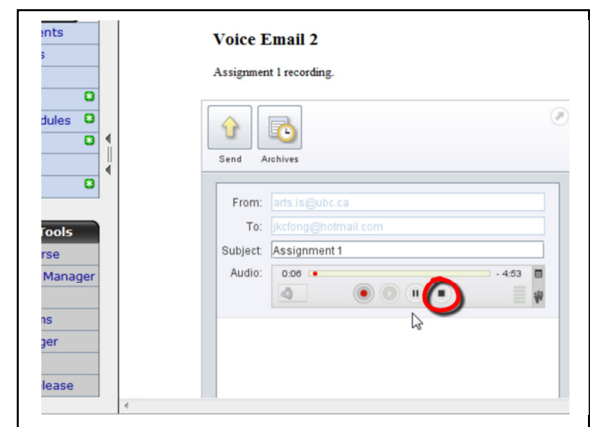 ents
s
dules
Tools
rse
Manager
ns
ger
lease
Voice Email 2
Assignment 1 recording.
Send Archives
From: arts.is@ubc.ca
To: jkcfong@hotmail.com
Subject: Assignment 1
Audio: 0:06 - 4:53